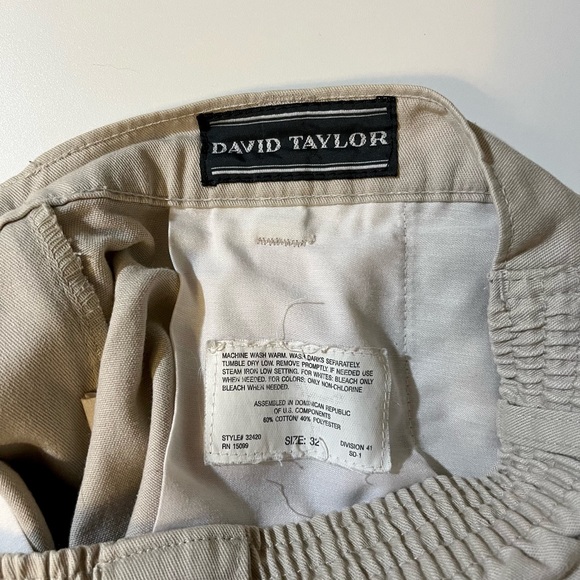 DAVID TAYLOR
MACHINE WASH WARM. WASH DARKS SEPARATELY.
TUMBLE DRY LOW. REMOVE PROMPTLY. IF NEEDED USE
STEAM IRON LOW SETTING. FOR WHITES: BLEACH ONLY
WHEN NEEDED. FOR COLORS: ONLY NON-CHLORINE
BLEACH WHEN NEEDED.
ASSEMBLED IN DOMINICAN REPUBLIC
OF U.S. COMPONENTS
60% COTTON/ 40% POLYESTER
STYLE# 32420 SIZE: 32 DIVISION 41
RN 15099 SD-1